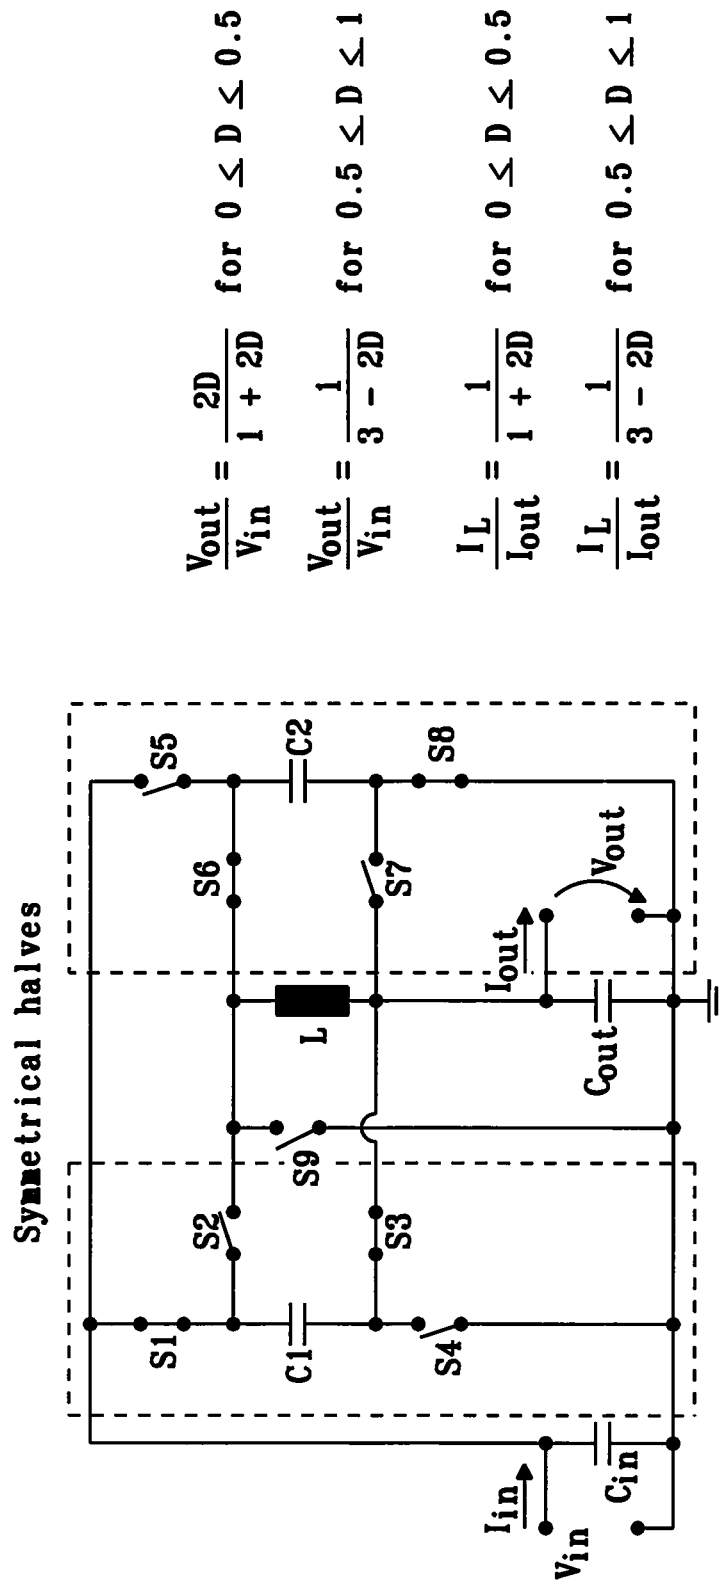 Symmetrical halves
S1
S2
C1
S3
S4
S9
L
S5
S6
C2
S7
S8
Iin
Vin
Cin
Cout
Iout
Vout
Vout/Vin = 2D/(1 + 2D) for 0 ≤ D ≤ 0.5
Vout/Vin = 1/(3 - 2D) for 0.5 ≤ D ≤ 1
IL/Iout = 1/(1 + 2D) for 0 ≤ D ≤ 0.5
IL/Iout = 1/(3 - 2D) for 0.5 ≤ D ≤ 1